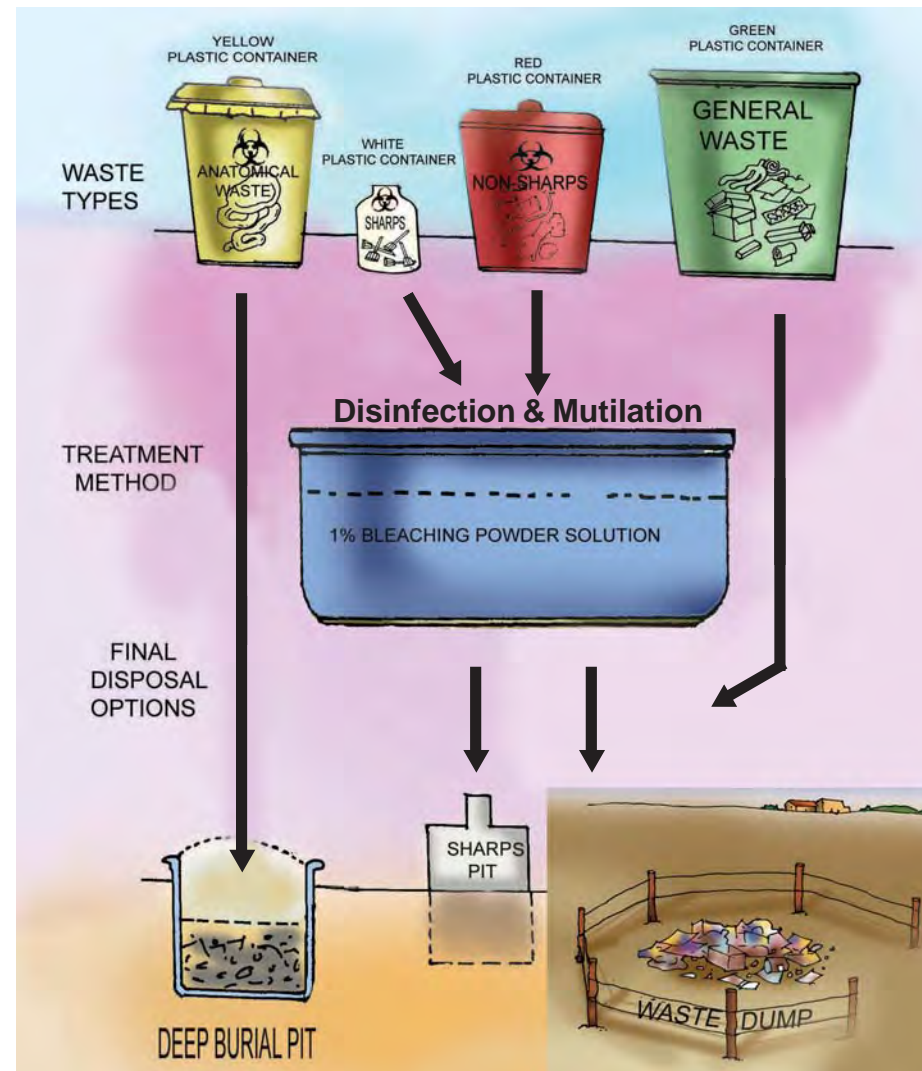 YELLOW
PLASTIC CONTAINER
GREEN
PLASTIC CONTAINER
RED
PLASTIC CONTAINER
WHITE
PLASTIC CONTAINER
WASTE
TYPES
ANATOMICAL
WASTE
SHARPS
NON-SHARPS
GENERAL
WASTE
Disinfection & Mutilation
TREATMENT
METHOD
1% BLEACHING POWDER SOLUTION
FINAL
DISPOSAL
OPTIONS
SHARPS
PIT
WASTE DUMP
DEEP BURIAL PIT